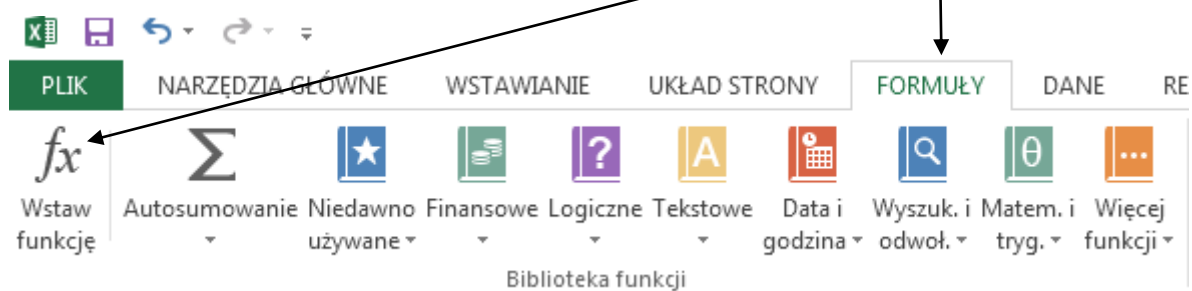 PLIK NARZĘDZIA GŁÓWNE WSTAWIANIE UKŁAD STRONY FORMUŁY DANE RE
fx Σ ? A θ
Wstaw Autosumowanie Niedawno Finansowe Logiczne Tekstowe Data i Wyszuk. i Matem. i Więcej
funkcję używane godzina odwoł. tryg. funkcji
Biblioteka funkcji